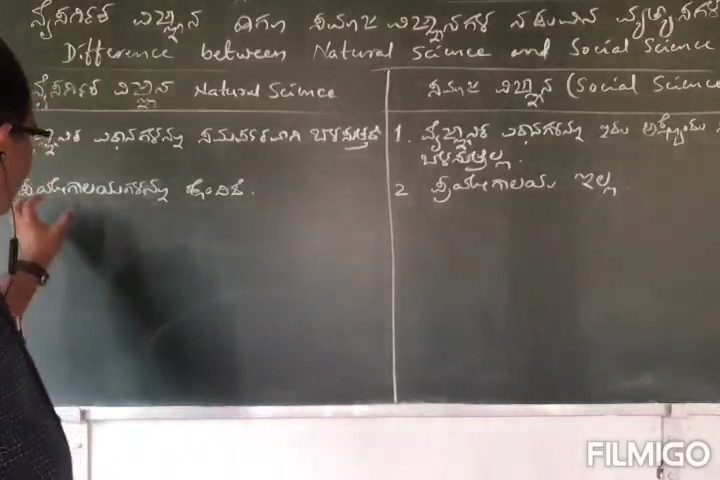 ನೈಸರ್ಗಿಕ ವಿಜ್ಞಾನ ಹಾಗೂ ಸಮಾಜ ವಿಜ್ಞಾನಗಳ ನಡುವಿನ ವ್ಯತ್ಯಾಸಗಳು
Difference between Natural Science and Social Science
ನೈಸರ್ಗಿಕ ವಿಜ್ಞಾನ Natural Science
ಸಮಾಜ ವಿಜ್ಞಾನ (Social Science
ವಿಧಾನಗಳನ್ನು ಸಮರ್ಪಕವಾಗಿ ಬಳಸುತ್ತದೆ
ಪ್ರಯೋಗಾಲಯಗಳನ್ನು ಹೊಂದಿದೆ.
1. ವೈಜ್ಞಾನಿಕ ವಿಧಾನಗಳನ್ನು ಇದು
ಬಳಸುತ್ತಿಲ್ಲ.
2 ಪ್ರಯೋಗಾಲಯ ಇಲ್ಲ.
FILMIGO